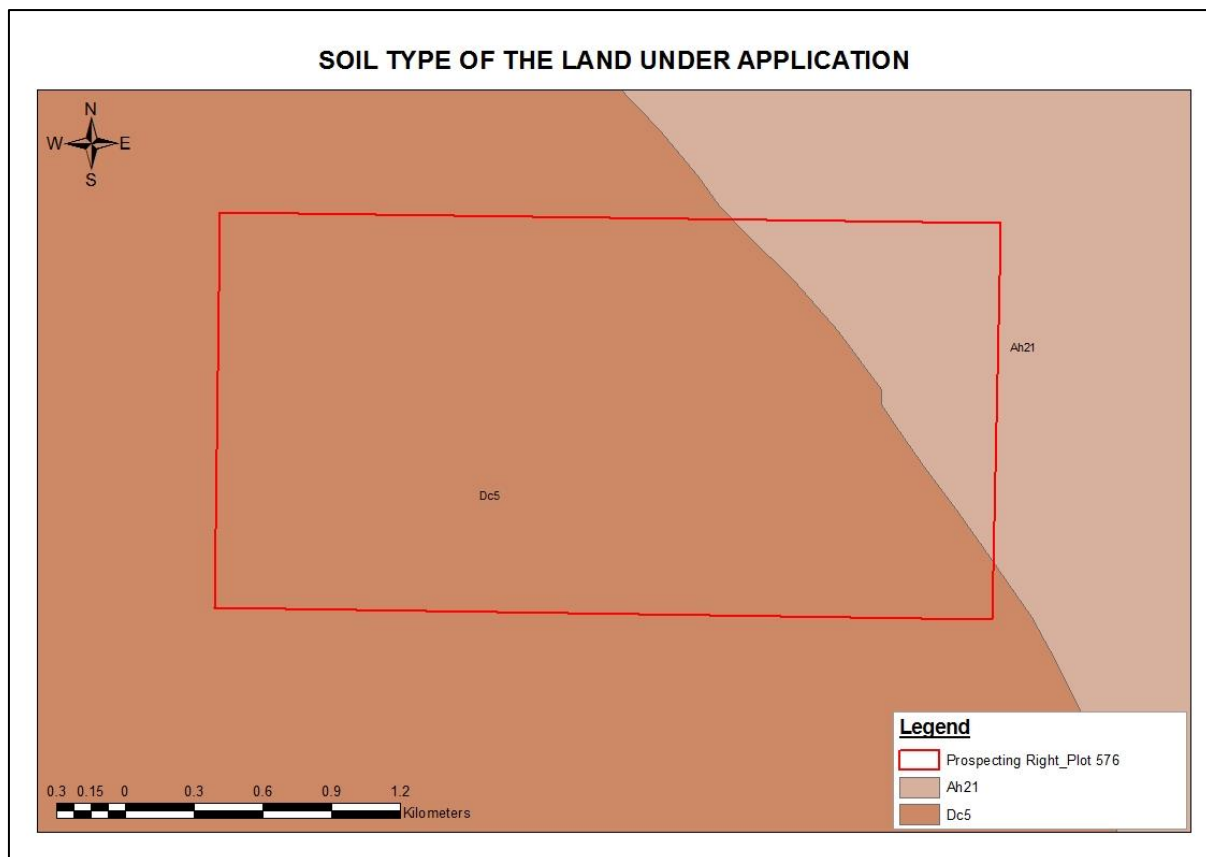 SOIL TYPE OF THE LAND UNDER APPLICATION
N
W E
S
Ah21
Dc5
Legend
Prospecting Right_Plot 576
Ah21
Dc5
0.3 0.15 0 0.3 0.6 0.9 1.2
Kilometers